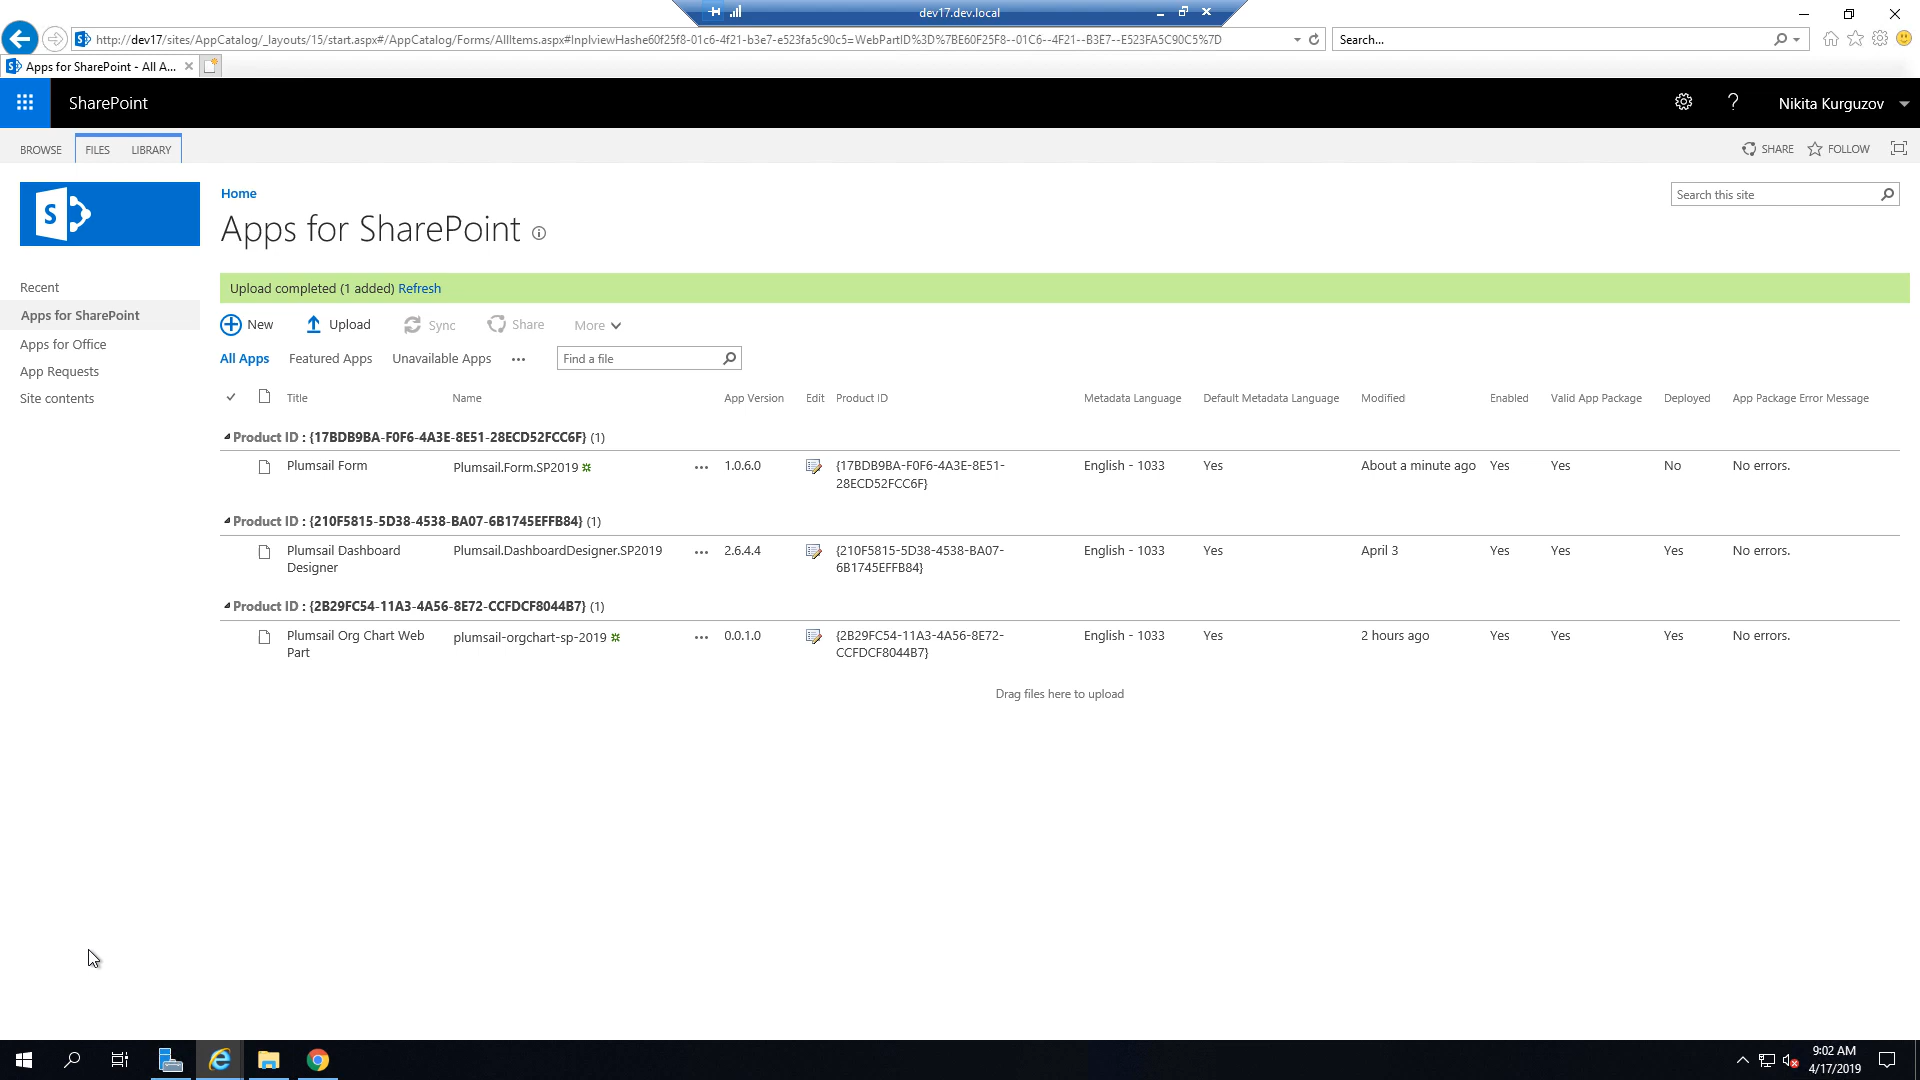 dev17.dev.local
http://dev17/sites/AppCatalog/_layouts/15/start.aspx#/AppCatalog/Forms/AllItems.aspx#InplviewHashe60f25f8-01c6-4f21-b3e7-e523fa5c90c5=WebPartID%3D%7BE60F25F8--01C6--4F21--B3E7--E523FA5C90C5%7D
Search...
Apps for SharePoint - All A...
SharePoint
Nikita Kurguzov
BROWSE FILES LIBRARY
SHARE FOLLOW
Home
Search this site
Apps for SharePoint
Recent
Apps for SharePoint
Apps for Office
App Requests
Site contents
Upload completed (1 added) Refresh
New Upload Sync Share More
All Apps Featured Apps Unavailable Apps ... Find a file
Title Name App Version Edit Product ID Metadata Language Default Metadata Language Modified Enabled Valid App Package Deployed App Package Error Message
Product ID : {17BDB9BA-F0F6-4A3E-8E51-28ECD52FCC6F} (1)
Plumsail Form Plumsail.Form.SP2019 ... 1.0.6.0 {17BDB9BA-F0F6-4A3E-8E51- English - 1033 Yes About a minute ago Yes Yes No No errors.
28ECD52FCC6F}
Product ID : {210F5815-5D38-4538-BA07-6B1745EFFB84} (1)
Plumsail Dashboard Plumsail.DashboardDesigner.SP2019 ... 2.6.4.4 {210F5815-5D38-4538-BA07- English - 1033 Yes April 3 Yes Yes Yes No errors.
Designer 6B1745EFFB84}
Product ID : {2B29FC54-11A3-4A56-8E72-CCFDCF8044B7} (1)
Plumsail Org Chart Web plumsail-orgchart-sp-2019 ... 0.0.1.0 {2B29FC54-11A3-4A56-8E72- English - 1033 Yes 2 hours ago Yes Yes Yes No errors.
Part CCFDCF8044B7}
Drag files here to upload
9:02 AM
4/17/2019